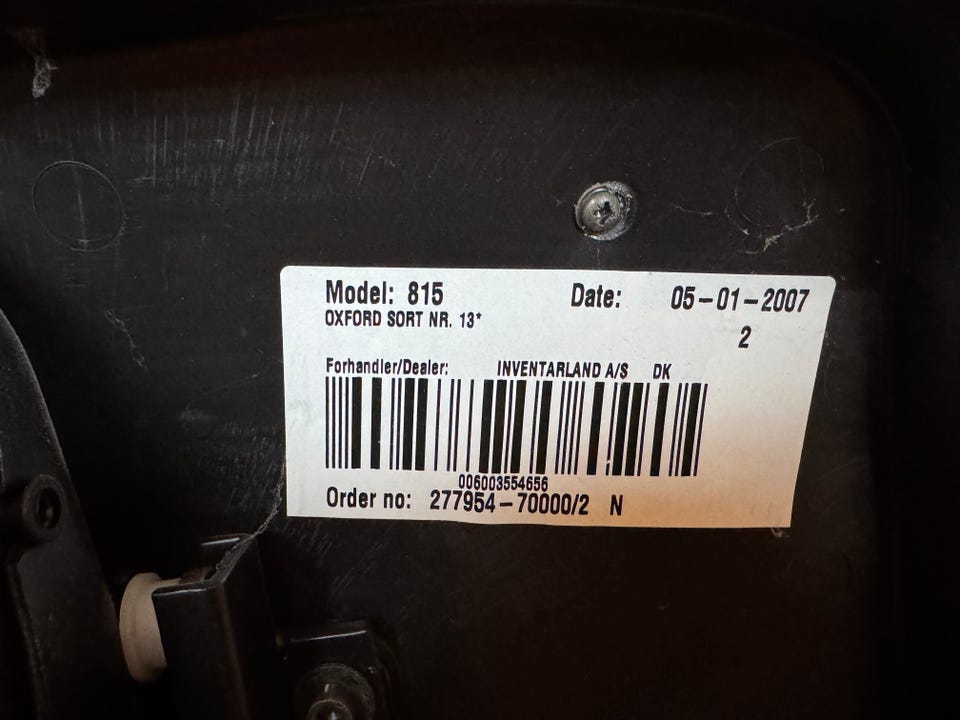 Model: 815 Date: 05-01-2007
OXFORD SORT NR. 13*
2
Forhandler/Dealer: INVENTARLAND A/S DK
006003554656
Order no: 277954-70000/2 N